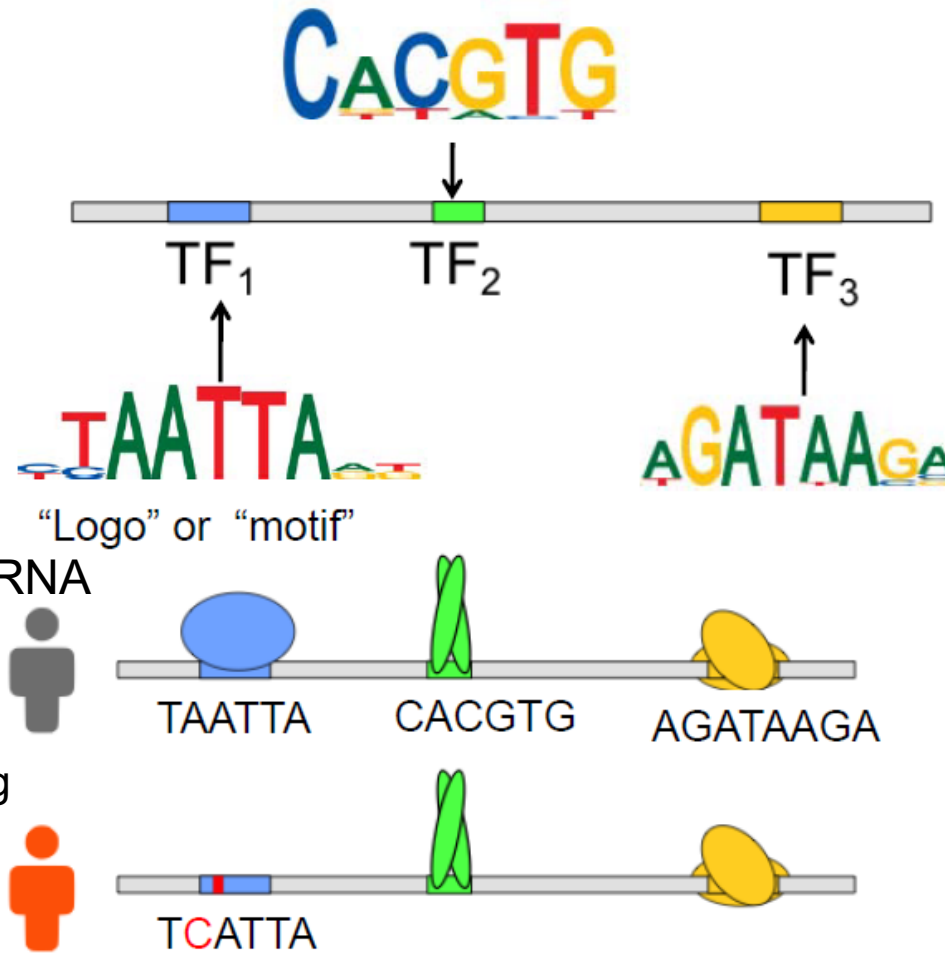 CACGTG
TF₁ TF₂ TF₃
TAATTA AGATAAGA
“Logo” or “motif”
RNA
TAATTA CACGTG AGATAAGA
g
TCATTA